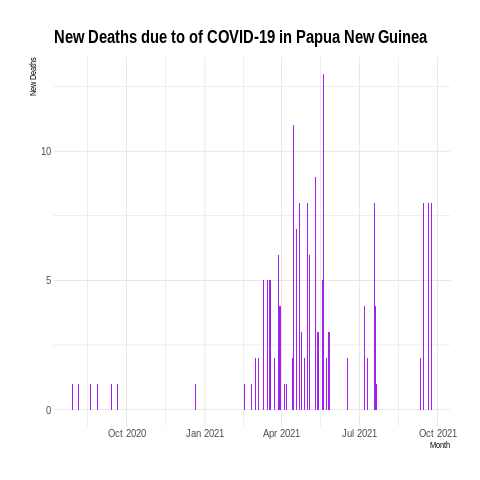 New Deaths due to of COVID-19 in Papua New Guinea
New Deaths
10
5
0
Oct 2020 Jan 2021 Apr 2021 Jul 2021 Oct 2021
Month